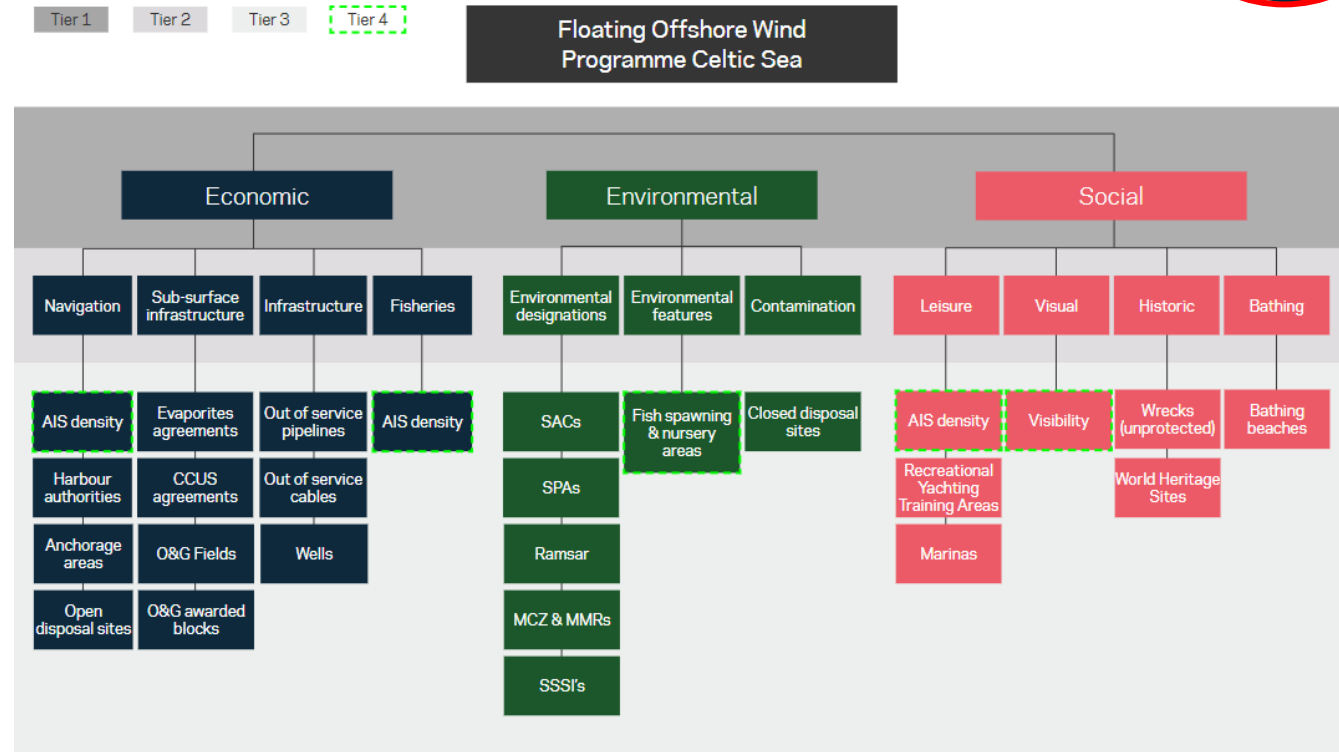 Tier 1
Tier 2
Tier 3
Tier 4
Floating Offshore Wind
Programme Celtic Sea
Economic
Environmental
Social
Navigation
Sub-surface
infrastructure
Infrastructure
Fisheries
Environmental
designations
Environmental
features
Contamination
Leisure
Visual
Historic
Bathing
AIS density
Harbour
authorities
Anchorage
areas
Open
disposal sites
Evaporites
agreements
CCUS
agreements
O&G Fields
O&G awarded
blocks
Out of service
pipelines
Out of service
cables
Wells
AIS density
SACs
SPAs
Ramsar
MCZ & MMRs
SSSI's
Fish spawning
& nursery
areas
Closed disposal
sites
AIS density
Recreational
Yachting
Training Areas
Marinas
Visibility
Wrecks
(unprotected)
World Heritage
Sites
Bathing
beaches